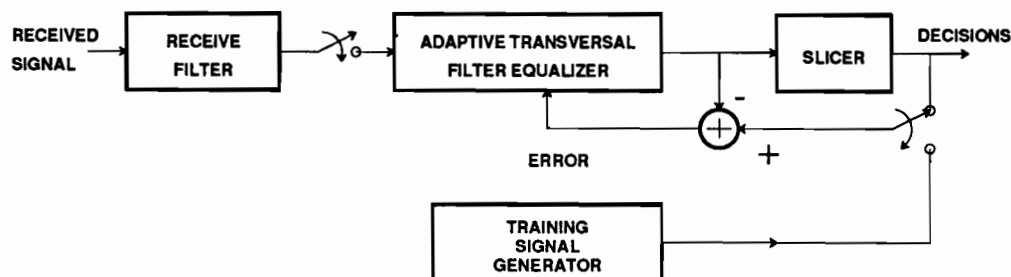 RECEIVED
SIGNAL
RECEIVE
FILTER
ADAPTIVE TRANSVERSAL
FILTER EQUALIZER
SLICER
DECISIONS
-
+
+
ERROR
TRAINING
SIGNAL
GENERATOR